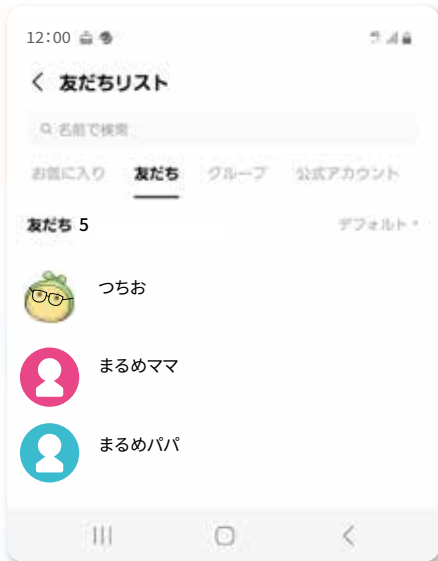 12:00
友だちリスト
名前で検索
お気に入り 友だち グループ 公式アカウント
友だち 5 デフォルト
つちお
まるめママ
まるめパパ